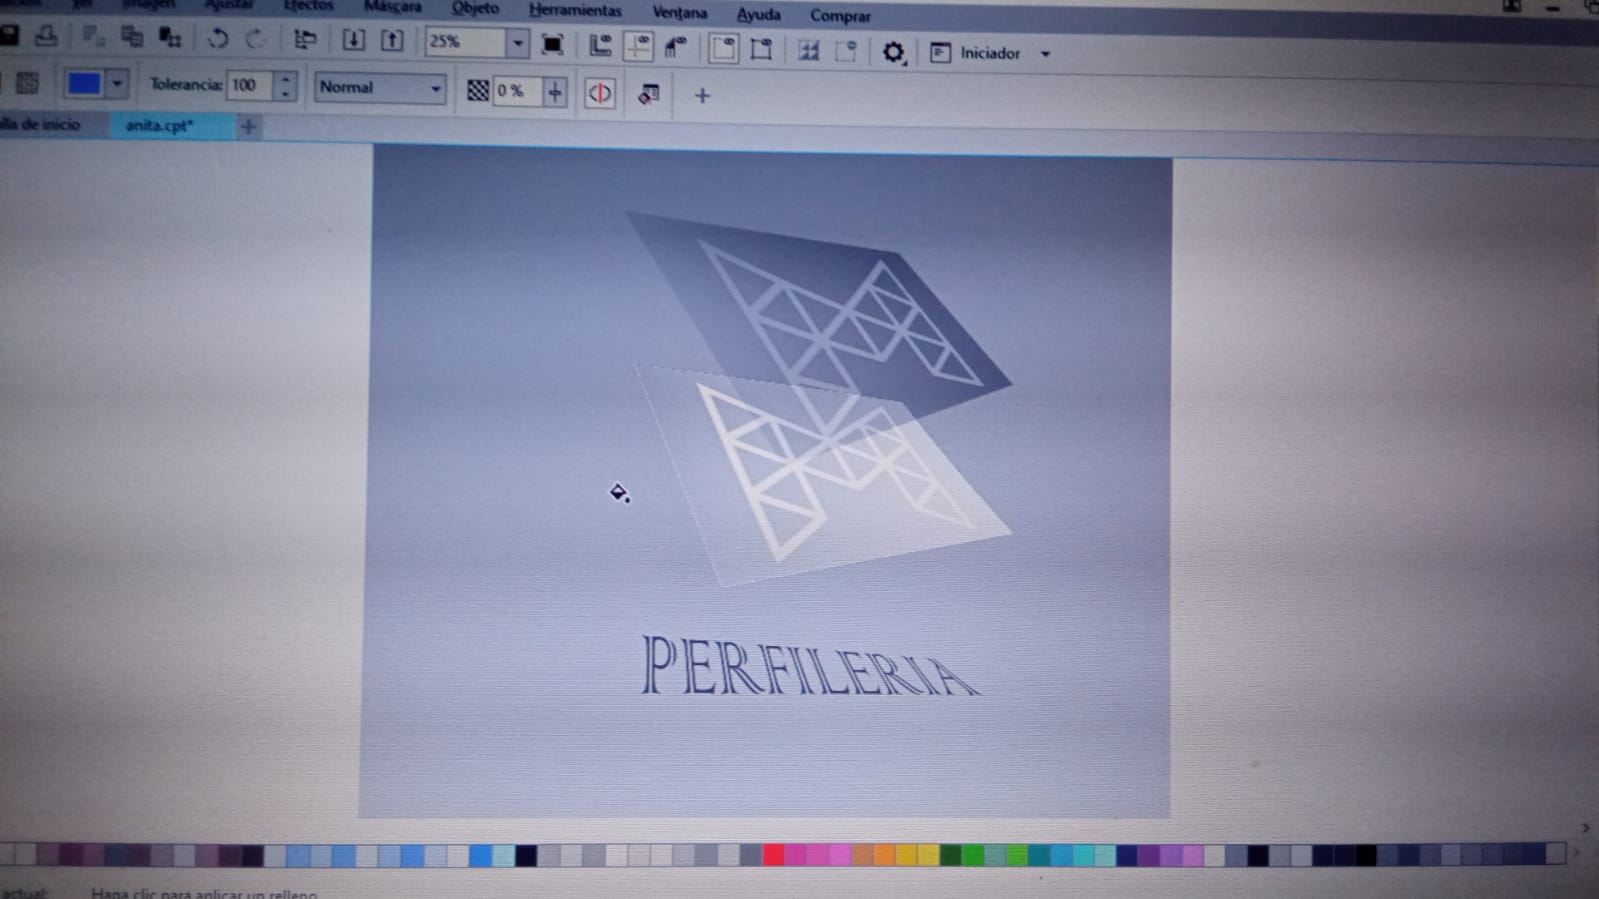 Ver Imagen Ajustar Efectos Máscara Objeto Herramientas Ventana Ayuda Comprar
25% Iniciador
Tolerancia: 100 Normal 0 %
lla de inicio anita.cpt*
PERFILERIA
actual: Haga clic para aplicar un relleno